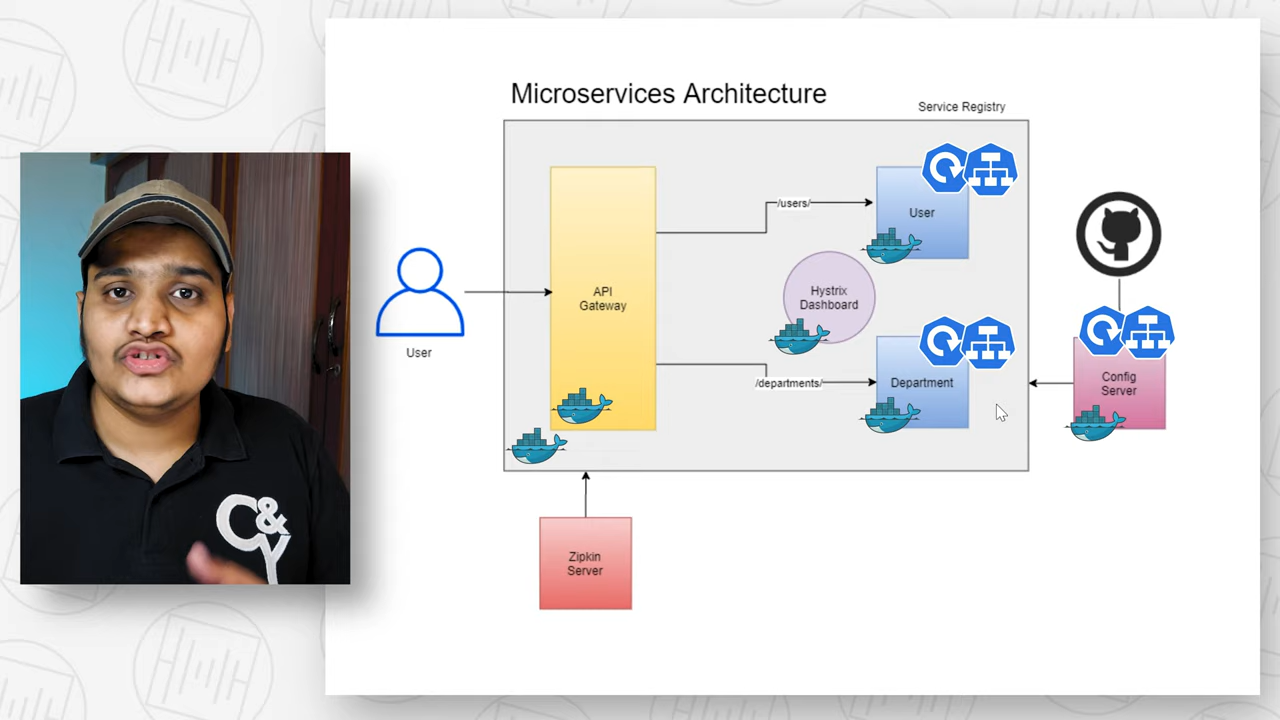 Microservices Architecture
Service Registry
/users/
User
API
Gateway
Hystrix
Dashboard
User
/departments/
Department
Config
Server
Zipkin
Server
C&Y